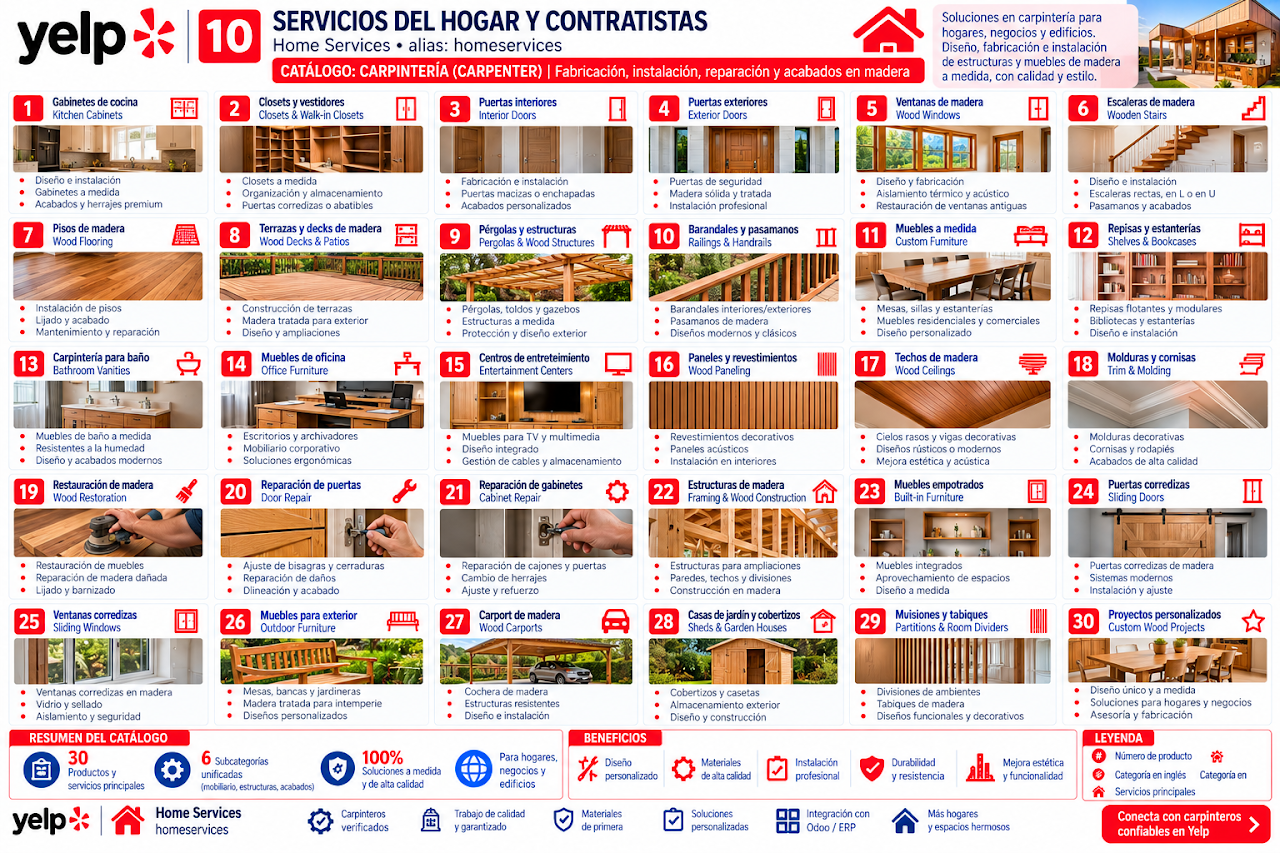 yelp
10
SERVICIOS DEL HOGAR Y CONTRATISTAS
Home Services • alias: homeservices
CATÁLOGO: CARPINTERÍA (CARPENTER) | Fabricación, instalación, reparación y acabados en madera
Soluciones en carpintería para
hogares, negocios y edificios.
Diseño, fabricación e instalación
de estructuras y muebles de madera
a medida, con calidad y estilo.
1
Gabinetes de cocina
Kitchen Cabinets
• Diseño e instalación
• Gabinetes a medida
• Acabados y herrajes premium
2
Closets y vestidores
Closets & Walk-in Closets
• Closets a medida
• Organización y almacenamiento
• Puertas corredizas o abatibles
3
Puertas interiores
Interior Doors
• Fabricación e instalación
• Puertas macizas o enchapadas
• Acabados personalizados
4
Puertas exteriores
Exterior Doors
• Puertas de seguridad
• Madera sólida y tratada
• Instalación profesional
5
Ventanas de madera
Wood Windows
• Diseño y fabricación
• Aislamiento térmico y acústico
• Restauración de ventanas antiguas
6
Escaleras de madera
Wooden Stairs
• Diseño e instalación
• Escaleras rectas, en L o en U
• Pasamanos y acabados
7
Pisos de madera
Wood Flooring
• Instalación de pisos
• Lijado y acabado
• Mantenimiento y reparación
8
Terrazas y decks de madera
Wood Decks & Patios
• Construcción de terrazas
• Madera tratada para exterior
• Diseño y ampliaciones
9
Pérgolas y estructuras
Pergolas & Wood Structures
• Pérgolas, toldos y gazebos
• Estructuras a medida
• Protección y diseño exterior
10
Barandales y pasamanos
Railings & Handrails
• Barandales interiores/exteriores
• Pasamanos de madera
• Diseños modernos y clásicos
11
Muebles a medida
Custom Furniture
• Mesas, sillas y estanterías
• Muebles residenciales y comerciales
• Diseño personalizado
12
Repisas y estanterías
Shelves & Bookcases
• Repisas flotantes y modulares
• Bibliotecas y estanterías
• Diseño e instalación
13
Carpintería para baño
Bathroom Vanities
• Muebles de baño a medida
• Resistentes a la humedad
• Diseño y acabados modernos
14
Muebles de oficina
Office Furniture
• Escritorios y archivadores
• Mobiliario corporativo
• Soluciones ergonómicas
15
Centros de entreteimiento
Entertainment Centers
• Muebles para TV y multimedia
• Diseño integrado
• Gestión de cables y almacenamiento
16
Paneles y revestimientos
Wood Paneling
• Revestimientos decorativos
• Paneles acústicos
• Instalación en interiores
17
Techos de madera
Wood Ceilings
• Cielos rasos y vigas decorativas
• Diseños rústicos o modernos
• Mejora estética y acústica
18
Molduras y cornisas
Trim & Molding
• Molduras decorativas
• Cornisas y rodapiés
• Acabados de alta calidad
19
Restauración de madera
Wood Restoration
• Restauración de muebles
• Reparación de madera dañada
• Lijado y barnizado
20
Reparación de puertas
Door Repair
• Ajuste de bisagras y cerraduras
• Reparación de daños
• Dlineación y acabado
21
Reparación de gabinetes
Cabinet Repair
• Reparación de cajones y puertas
• Cambio de herrajes
• Ajuste y refuerzo
22
Estructuras de madera
Framing & Wood Construction
• Estructuras para ampliaciones
• Paredes, techos y divisiones
• Construcción en madera
23
Muebles empotrados
Built-in Furniture
• Muebles integrados
• Aprovechamiento de espacios
• Diseño a medida
24
Puertas corredizas
Sliding Doors
• Puertas corredizas de madera
• Sistemas modernos
• Instalación y ajuste
25
Ventanas corredizas
Sliding Windows
• Ventanas corredizas en madera
• Vidrio y sellado
• Aislamiento y seguridad
26
Muebles para exterior
Outdoor Furniture
• Mesas, bancas y jardineras
• Madera tratada para intemperie
• Diseños personalizados
27
Carport de madera
Wood Carports
• Cochera de madera
• Estructuras resistentes
• Diseño e instalación
28
Casas de jardín y cobertizos
Sheds & Garden Houses
• Cobertizos y casetas
• Almacenamiento exterior
• Diseño y construcción
29
Muisiones y tabiques
Partitions & Room Dividers
• Divisiones de ambientes
• Tabiques de madera
• Diseños funcionales y decorativos
30
Proyectos personalizados
Custom Wood Projects
• Diseño único y a medida
• Soluciones para hogares y negocios
• Asesoría y fabricación
RESUMEN DEL CATÁLOGO
30
Productos y
servicios principales
6 Subcategorías
unificadas
(mobiliario, estructuras, acabados)
100%
Soluciones a medida
y de alta calidad
Para hogares,
negocios y
edificios
BENEFICIOS
Diseño
personalizado
Materiales
de alta calidad
Instalación
profesional
Durabilidad
y resistencia
Mejora estética
y funcionalidad
LEYENDA
# Número de producto
Categoría en inglés
Categoría en
Servicios principales
yelp
Home Services
homeservices
Carpinteros
verificados
Trabajo de calidad
y garantizado
Materiales
de primera
Soluciones
personalizadas
Integración con
Odoo / ERP
Más hogares
y espacios hermosos
Conecta con carpinteros
confiables en Yelp